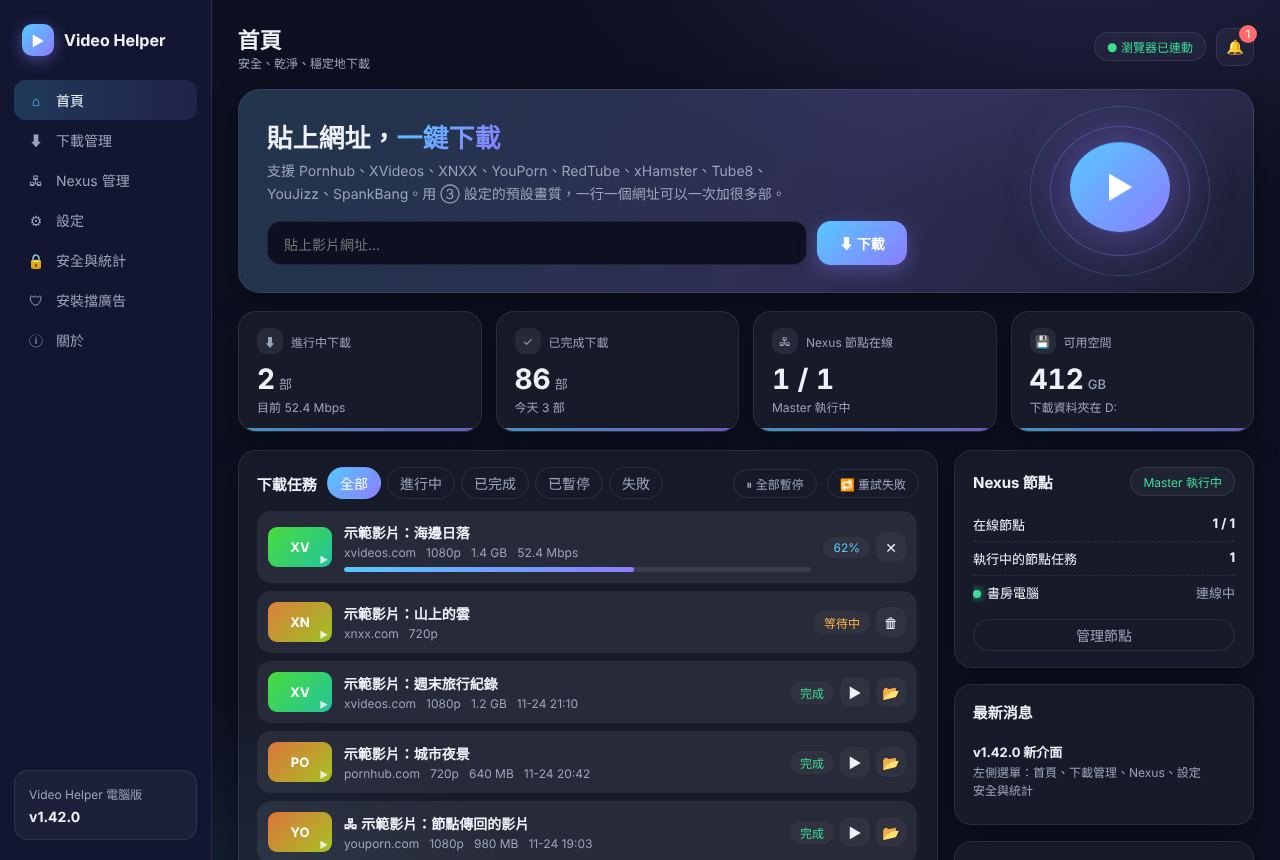 Video Helper
首頁
下載管理
Nexus 管理
設定
安全與統計
安裝擋廣告
關於
Video Helper 電腦版
v1.42.0
首頁
安全、乾淨、穩定地下載
瀏覽器已連動
1
貼上網址，一鍵下載
支援 Pornhub、XVideos、XNXX、YouPorn、RedTube、xHamster、Tube8、
YouJizz、SpankBang。用 ③ 設定的預設畫質，一行一個網址可以一次加很多部。
貼上影片網址...
下載
進行中下載
2 部
目前 52.4 Mbps
已完成下載
86 部
今天 3 部
Nexus 節點在線
1 / 1
Master 執行中
可用空間
412 GB
下載資料夾在 D:
下載任務
全部
進行中
已完成
已暫停
失敗
全部暫停
重試失敗
XV
示範影片：海邊日落
xvideos.com 1080p 1.4 GB 52.4 Mbps
62%
XN
示範影片：山上的雲
xnxx.com 720p
等待中
XV
示範影片：週末旅行紀錄
xvideos.com 1080p 1.2 GB 11-24 21:10
完成
PO
示範影片：城市夜景
pornhub.com 720p 640 MB 11-24 20:42
完成
YO
示範影片：節點傳回的影片
youporn.com 1080p 980 MB 11-24 19:03
完成
Nexus 節點
Master 執行中
在線節點
1 / 1
執行中的節點任務
1
書房電腦
連線中
管理節點
最新消息
v1.42.0 新介面
左側選單：首頁、下載管理、Nexus、設定
安全與統計